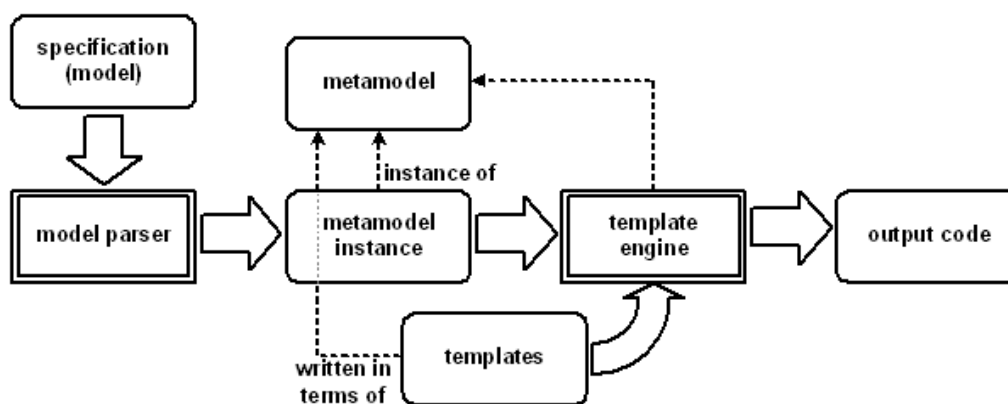 specification
(model)
metamodel
instance of
model parser
metamodel
instance
template
engine
output code
written in
terms of
templates